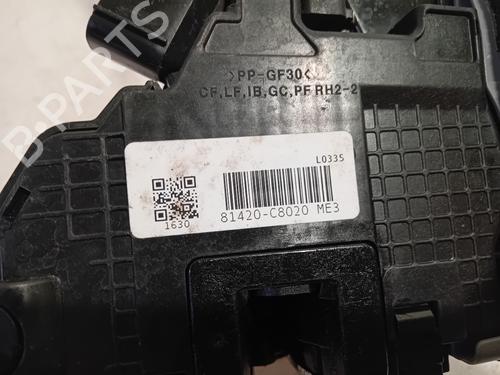 >PP-GF30<
CF,LF,IB,GC,PF RH2-2
L0335
1630
81420-C8020 ME3
B-PARTS